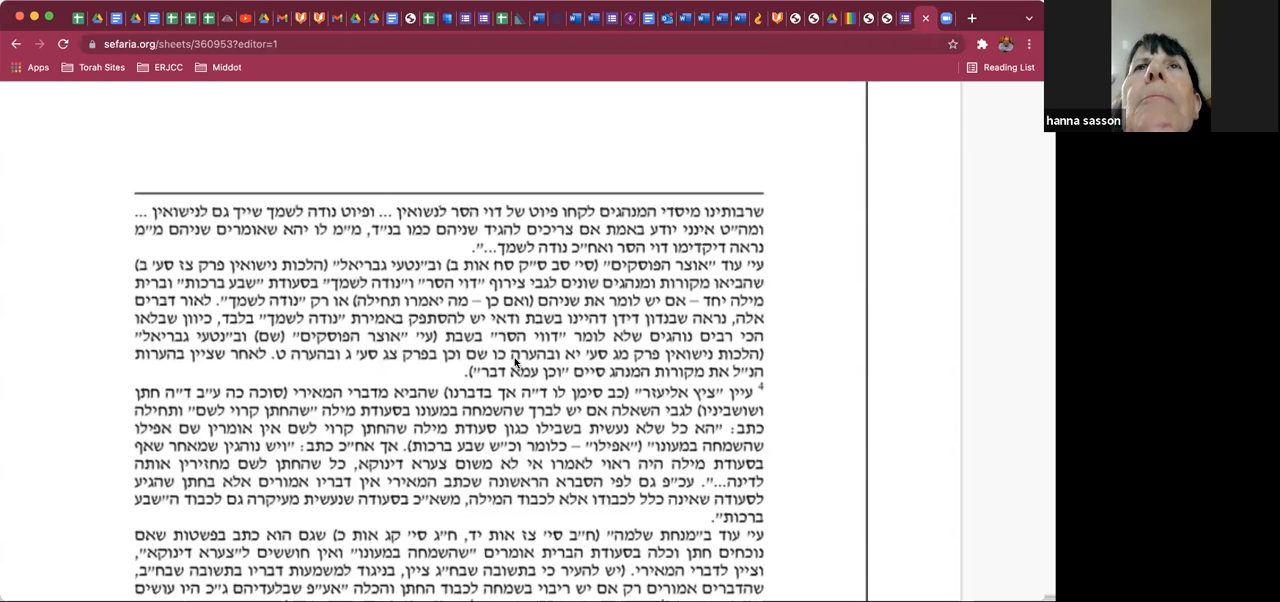 sefaria.org/sheets/360953?editor=1
Apps Torah Sites ERJCC Middot Reading List
hanna sasson
שרבותינו מיסדי המנהגים לקחו פיוט של דוי הסר לנשואין ... ופיוט נודה לשמך שייך גם לנישואין ...
ומה״ט אינני יודע באמת אם צריכים להגיד שניהם כמו בנ״ד, מ״מ לו יהא שאומרים שניהם מ״מ
נראה דיקדימו דוי הסר ואח״כ נודה לשמך...״.
עי׳ עוד ״אוצר הפוסקים״ (סי׳ סב ס״ק סח אות ב) וב״נטעי גבריאל״ (הלכות נישואין פרק צז סע׳ ב)
שהביאו מקורות ומנהגים שונים לגבי צירוף ״דוי הסר״ ו״נודה לשמך״ בסעודת ״שבע ברכות״ וברית
מילה יחד – אם יש לומר את שניהם (ואם כן – מה יאמרו תחילה) או רק ״נודה לשמך״. לאור דברים
אלה, נראה שבנדון דידן דהיינו בשבת ודאי יש להסתפק באמירת ״נודה לשמך״ בלבד, כיוון שבלאו
הכי רבים נוהגים שלא לומר ״דווי הסר״ בשבת (עי׳ ״אוצר הפוסקים״ (שם) וב״נטעי גבריאל״
(הלכות נישואין פרק מג סע׳ יא ובהערה כו שם וכן בפרק צג סע׳ ג ובהערה ט. לאחר שציין בהערות
הנ״ל את מקורות המנהג סיים ״וכן עמא דבר״).
4 עיין ״ציץ אליעזר״ (כב סימן לו ד״ה אך בדברנו) שהביא מדברי המאירי (סוכה כה ע״ב ד״ה חתן
ושושביניו) לגבי השאלה אם יש לברך שהשמחה במעונו בסעודת מילה ״שהחתן קרוי לשם״ ותחילה
כתב: ״הא כל שלא נעשית בשבילו כגון סעודת מילה שהחתן קרוי לשם אין אומרין שם אפילו
שהשמחה במעונו״ (״אפילו״ – כלומר וכ״ש שבע ברכות). אך אח״כ כתב: ״ויש נוהגין שמאחר שאף
בסעודת מילה היה ראוי לאמרו אי לא משום צערא דינוקא, כל שהחתן לשם מחזירין אותה
לדינה...״. עכ״פ גם לפי הסברא הראשונה שכתב המאירי אין דבריו אמורים אלא בחתן שהגיע
לסעודה שאינה כלל לכבודו אלא לכבוד המילה, משא״כ בסעודה שנעשית מעיקרה גם לכבוד ה״שבע
ברכות״.
עי׳ עוד ב״מנחת שלמה״ (ח״ב סי׳ צז אות יד, ח״ג סי׳ קג אות כ) שגם הוא כתב בפשטות שאם
נוכחים חתן וכלה בסעודת הברית אומרים ״שהשמחה במעונו״ ואין חוששים ל״צערא דינוקא״,
וציין לדברי המאירי. (יש להעיר כי בתשובה שבח״ג ציין, בניגוד למשמעות דבריו בתשובה שבח״ב,
שהדברים אמורים רק אם יש ריבוי בשמחה לכבוד החתן והכלה ״אע״פ שבלעדיהם ג״כ היו עושים